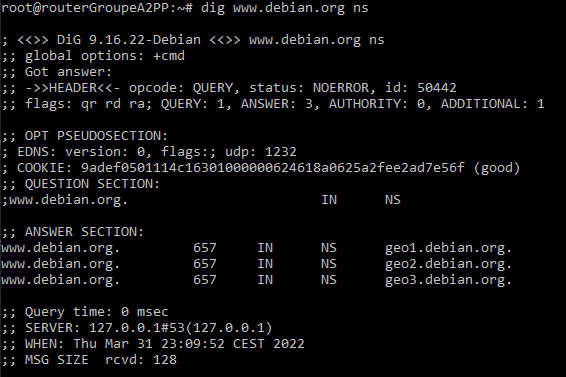 root@routerGroupeA2PP:~# dig www.debian.org ns
; <<>> DiG 9.16.22-Debian <<>> www.debian.org ns
;; global options: +cmd
;; Got answer:
;; ->>HEADER<<- opcode: QUERY, status: NOERROR, id: 50442
;; flags: qr rd ra; QUERY: 1, ANSWER: 3, AUTHORITY: 0, ADDITIONAL: 1
;; OPT PSEUDOSECTION:
; EDNS: version: 0, flags:; udp: 1232
; COOKIE: 9adef0501114c16301000000624618a0625a2fee2ad7e56f (good)
;; QUESTION SECTION:
;www.debian.org. IN NS
;; ANSWER SECTION:
www.debian.org. 657 IN NS geo1.debian.org.
www.debian.org. 657 IN NS geo2.debian.org.
www.debian.org. 657 IN NS geo3.debian.org.
;; Query time: 0 msec
;; SERVER: 127.0.0.1#53(127.0.0.1)
;; WHEN: Thu Mar 31 23:09:52 CEST 2022
;; MSG SIZE  rcvd: 128